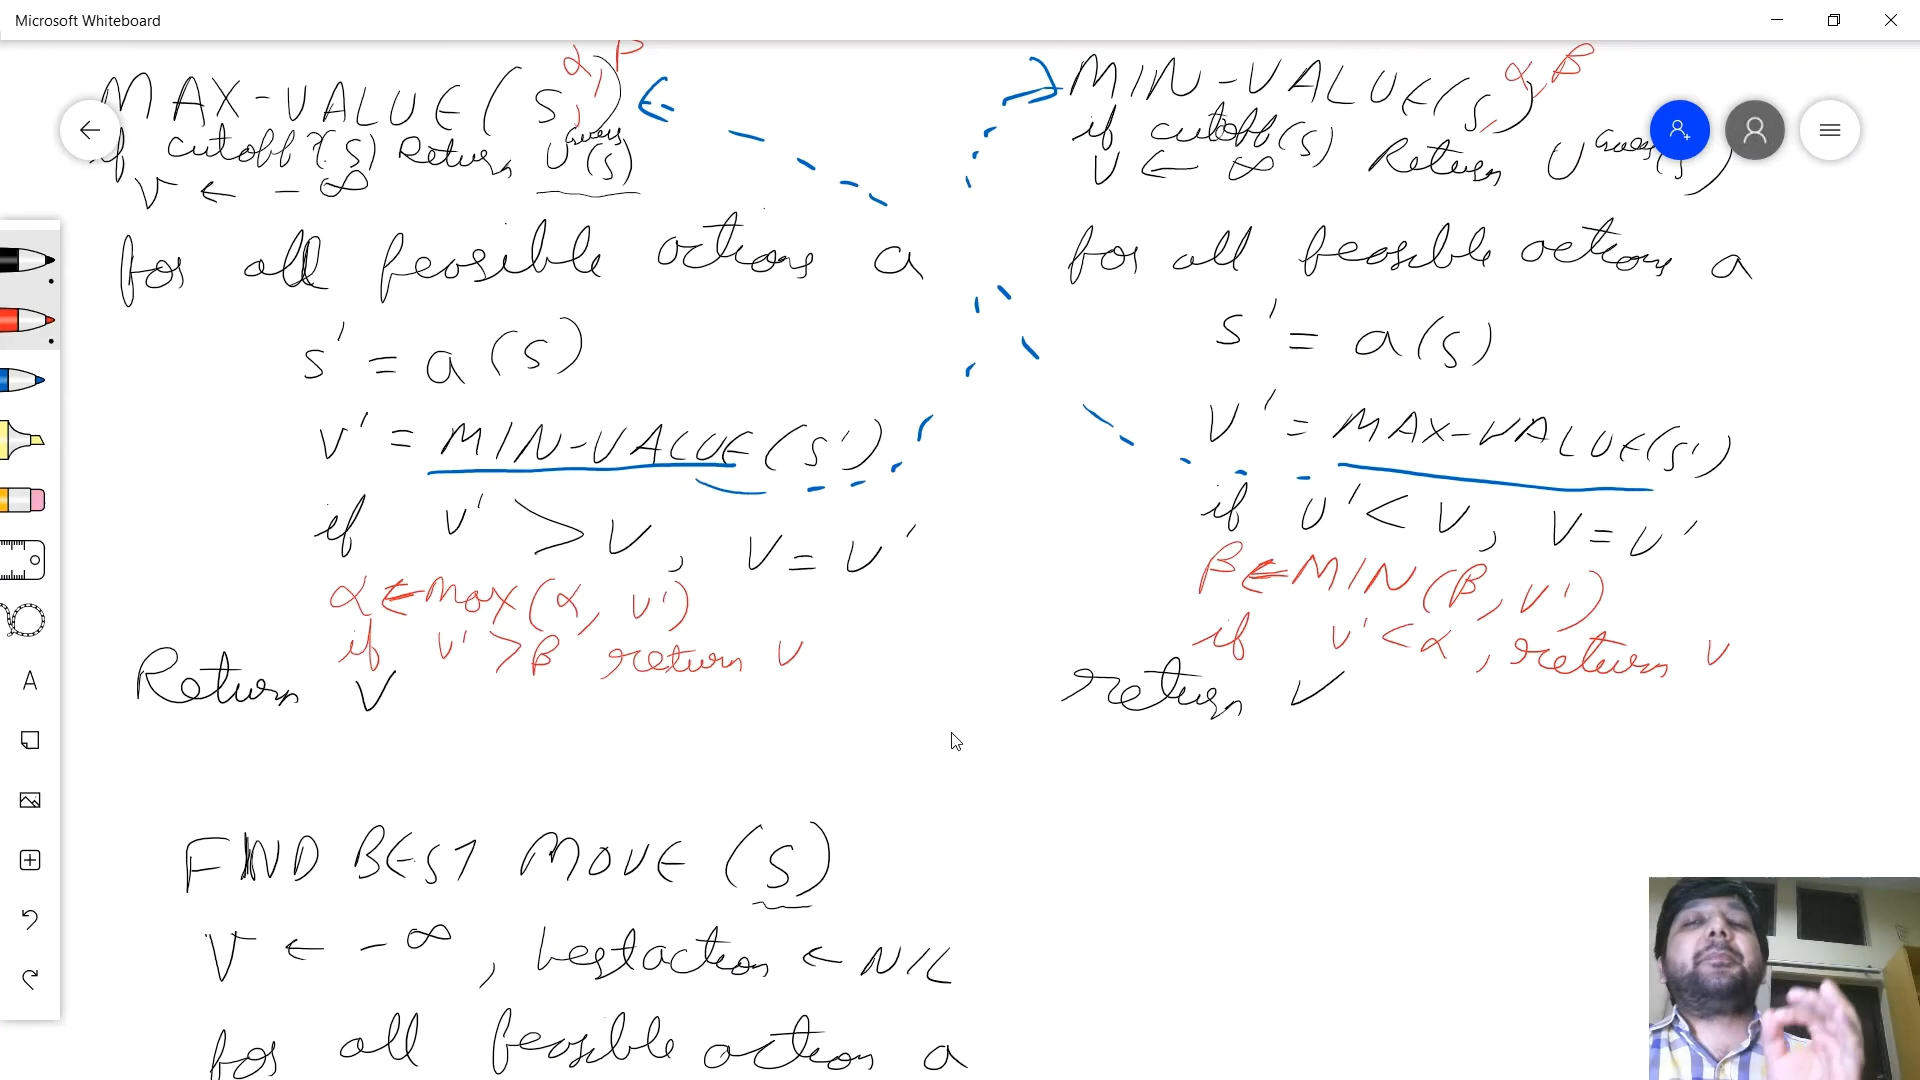 Microsoft Whiteboard
MAX-VALUE(s, α, β)
if cutoff?(s) Return U^guess(s)
V ← -∞
for all feasible actions a
s' = a(s)
v' = MIN-VALUE(s')
if v' > V, V = v'
α ← Max(α, v')
if v' > β return v
Return V
MIN-VALUE(s, α, β)
if cutoff(s) Return U^Guess(s)
V ← ∞
for all feasible actions a
s' = a(s)
v' = MAX-VALUE(s')
if v' < V, V = v'
β ← MIN(β, v')
if v' < α, return v
return V
FIND BEST MOVE (S)
V ← -∞, bestaction ← NIL
for all feasible action a
A